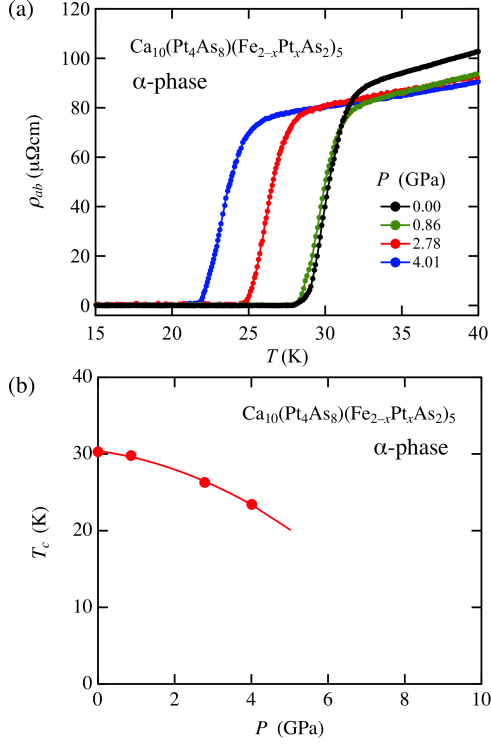 (a)
120
100
80
60
40
20
0
ρab (μΩcm)
Ca10(Pt4As8)(Fe2–xPtxAs2)5
α-phase
P (GPa)
0.00
0.86
2.78
4.01
15 20 25 30 35 40
T (K)
(b)
40
30
20
10
0
Tc (K)
Ca10(Pt4As8)(Fe2–xPtxAs2)5
α-phase
0 2 4 6 8 10
P (GPa)